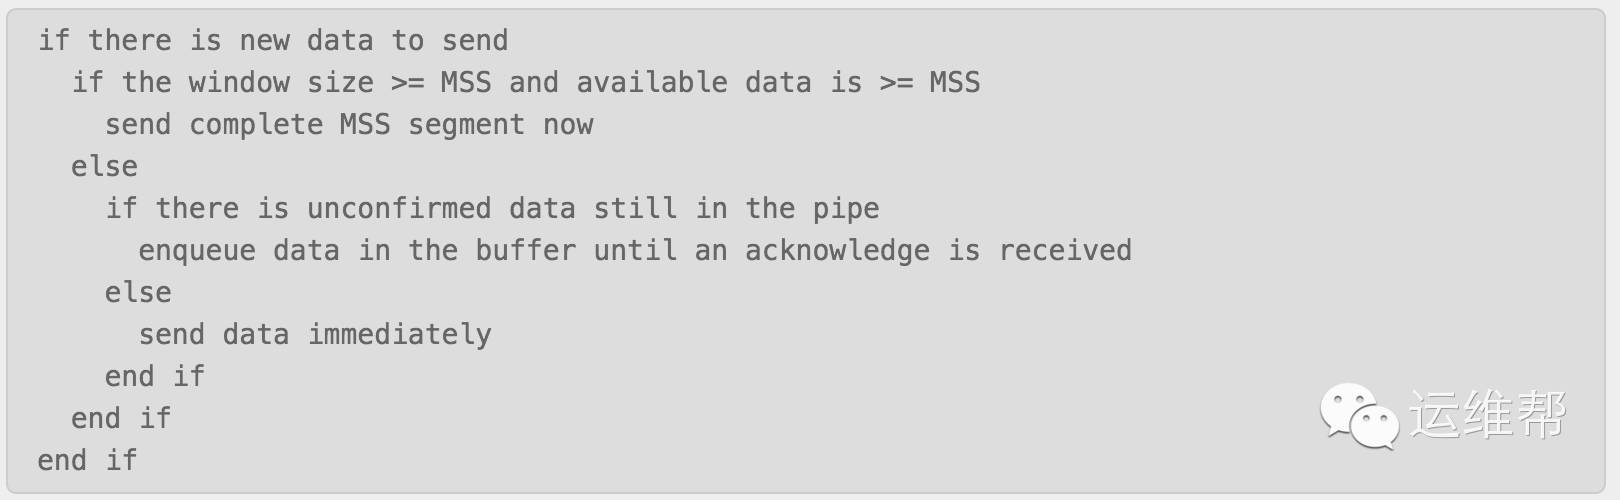 if there is new data to send
  if the window size >= MSS and available data is >= MSS
    send complete MSS segment now
  else
    if there is unconfirmed data still in the pipe
      enqueue data in the buffer until an acknowledge is received
    else
      send data immediately
    end if
  end if
end if
运维帮